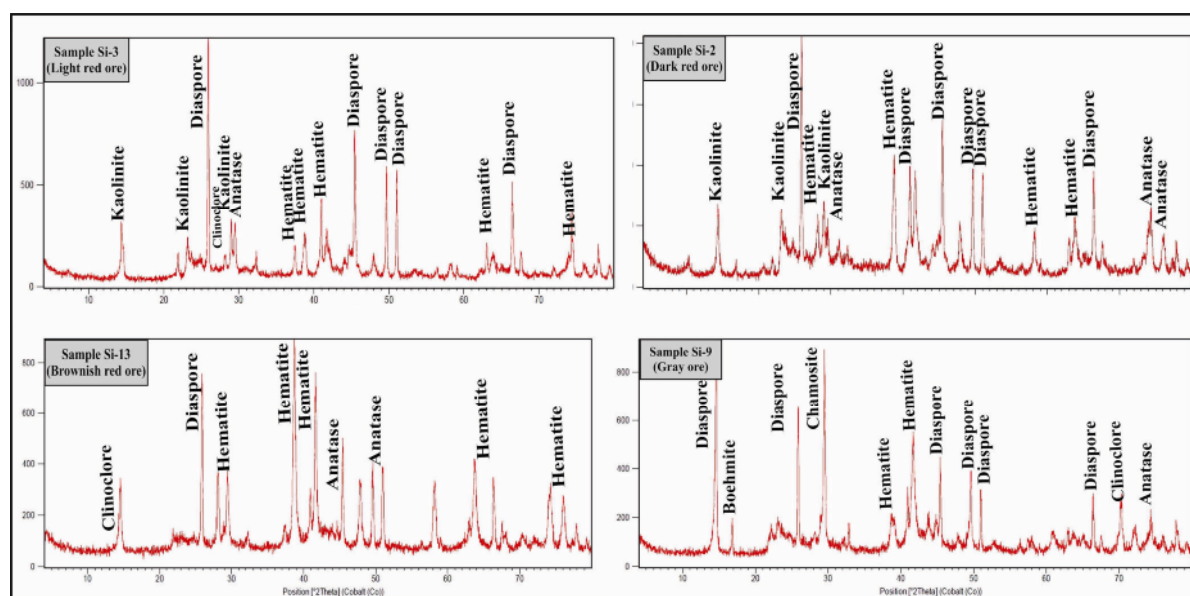 Sample Si-3
(Light red ore)
1000
500
0
10
20
30
40
50
60
70
Kaolinite
Kaolinite
Diaspore
Clinoclore
Kaolinite
Anatase
Hematite
Hematite
Hematite
Diaspore
Diaspore
Diaspore
Hematite
Diaspore
Hematite
Sample Si-2
(Dark red ore)
Kaolinite
Kaolinite
Diaspore
Hematite
Kaolinite
Anatase
Hematite
Diaspore
Diaspore
Diaspore
Diaspore
Hematite
Hematite
Diaspore
Anatase
Anatase
Sample Si-13
(Brownish red ore)
800
600
400
200
0
10
20
30
40
50
60
70
Position [°2Theta] (Cobalt (Co))
Clinoclore
Diaspore
Hematite
Hematite
Hematite
Anatase
Anatase
Hematite
Hematite
Sample Si-9
(Gray ore)
800
600
400
200
0
10
20
30
40
50
60
70
Position [°2Theta] (Cobalt (Co))
Diaspore
Boehmite
Diaspore
Chamosite
Hematite
Hematite
Diaspore
Diaspore
Diaspore
Diaspore
Clinoclore
Anatase